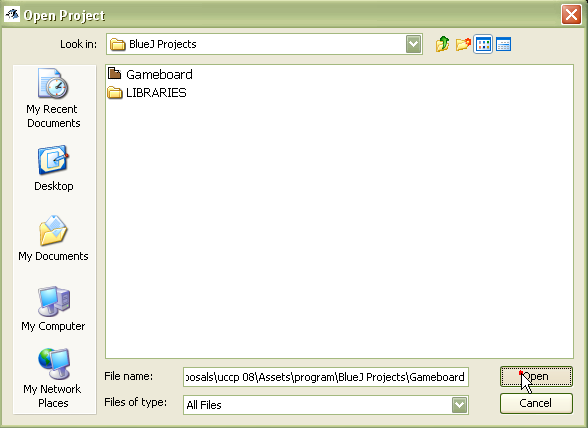 Open Project
Look in:
BlueJ Projects
Gameboard
LIBRARIES
My Recent
Documents
Desktop
My Documents
My Computer
My Network
Places
File name:
posals\uccp 08\Assets\program\BlueJ Projects\Gameboard
Open
Files of type:
All Files
Cancel